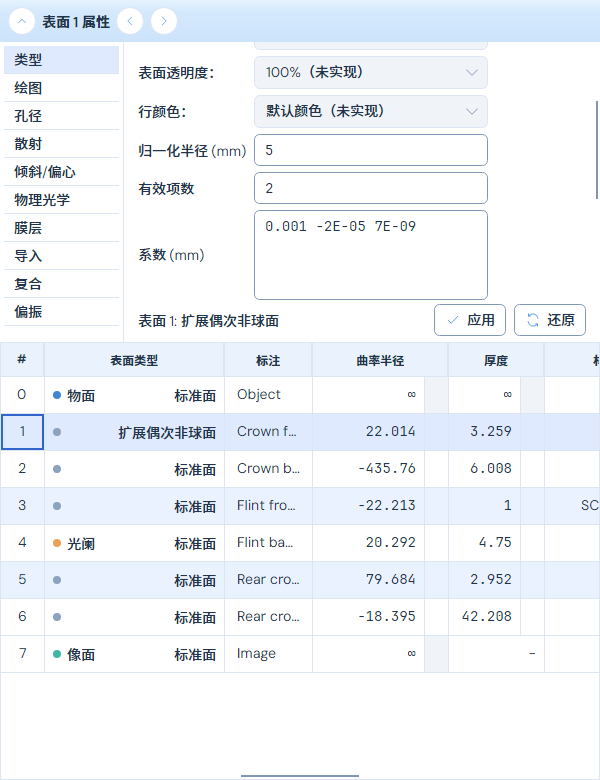 表面 1 属性
类型
绘图
孔径
散射
倾斜/偏心
物理光学
膜层
导入
复合
偏振
表面透明度： 100%（未实现）
行颜色： 默认颜色（未实现）
归一化半径 (mm) 5
有效项数 2
系数 (mm) 0.001 -2E-05 7E-09
表面 1: 扩展偶次非球面 应用 还原
# 表面类型 标注 曲率半径 厚度
0 物面 标准面 Object ∞ ∞
1 扩展偶次非球面 Crown f... 22.014 3.259
2 标准面 Crown b... -435.76 6.008
3 标准面 Flint fro... -22.213 1 SC
4 光阑 标准面 Flint ba... 20.292 4.75
5 标准面 Rear cro... 79.684 2.952
6 标准面 Rear cro... -18.395 42.208
7 像面 标准面 Image ∞ –